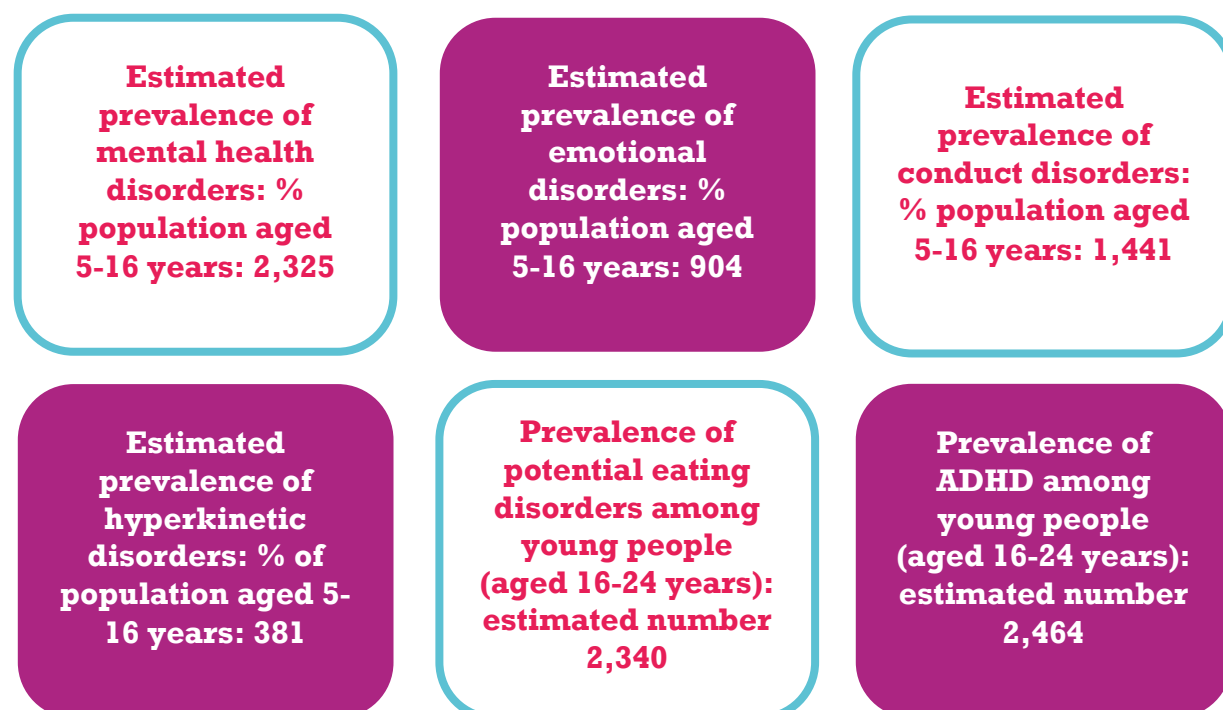 Estimated
prevalence of
mental health
disorders: %
population aged
5-16 years: 2,325
Estimated
prevalence of
emotional
disorders: %
population aged
5-16 years: 904
Estimated
prevalence of
conduct disorders:
% population aged
5-16 years: 1,441
Estimated
prevalence of
hyperkinetic
disorders: % of
population aged 5-
16 years: 381
Prevalence of
potential eating
disorders among
young people
(aged 16-24 years):
estimated number
2,340
Prevalence of
ADHD among
young people
(aged 16-24 years):
estimated number
2,464